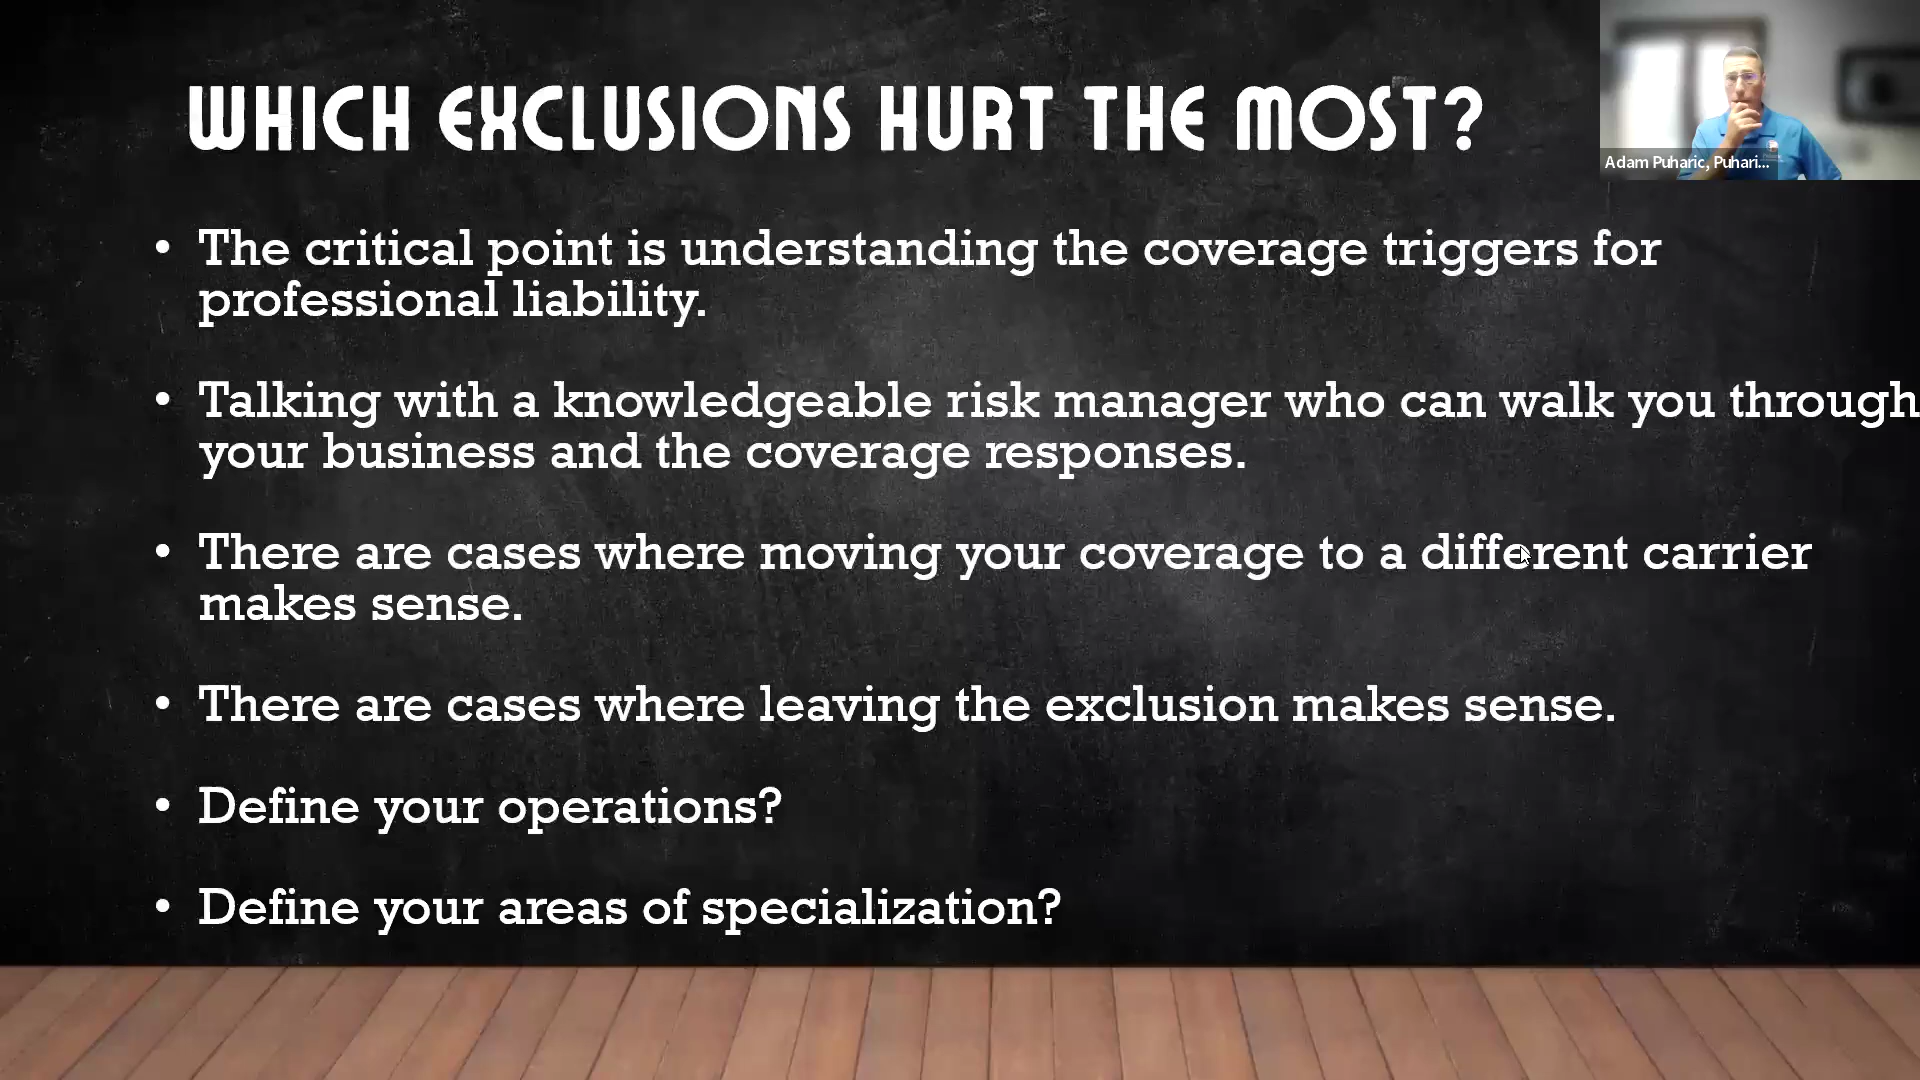 WHICH EXCLUSIONS HURT THE MOST?
Adam Puharic, Puhari...
• The critical point is understanding the coverage triggers for
professional liability.
• Talking with a knowledgeable risk manager who can walk you through
your business and the coverage responses.
• There are cases where moving your coverage to a different carrier
makes sense.
• There are cases where leaving the exclusion makes sense.
• Define your operations?
• Define your areas of specialization?